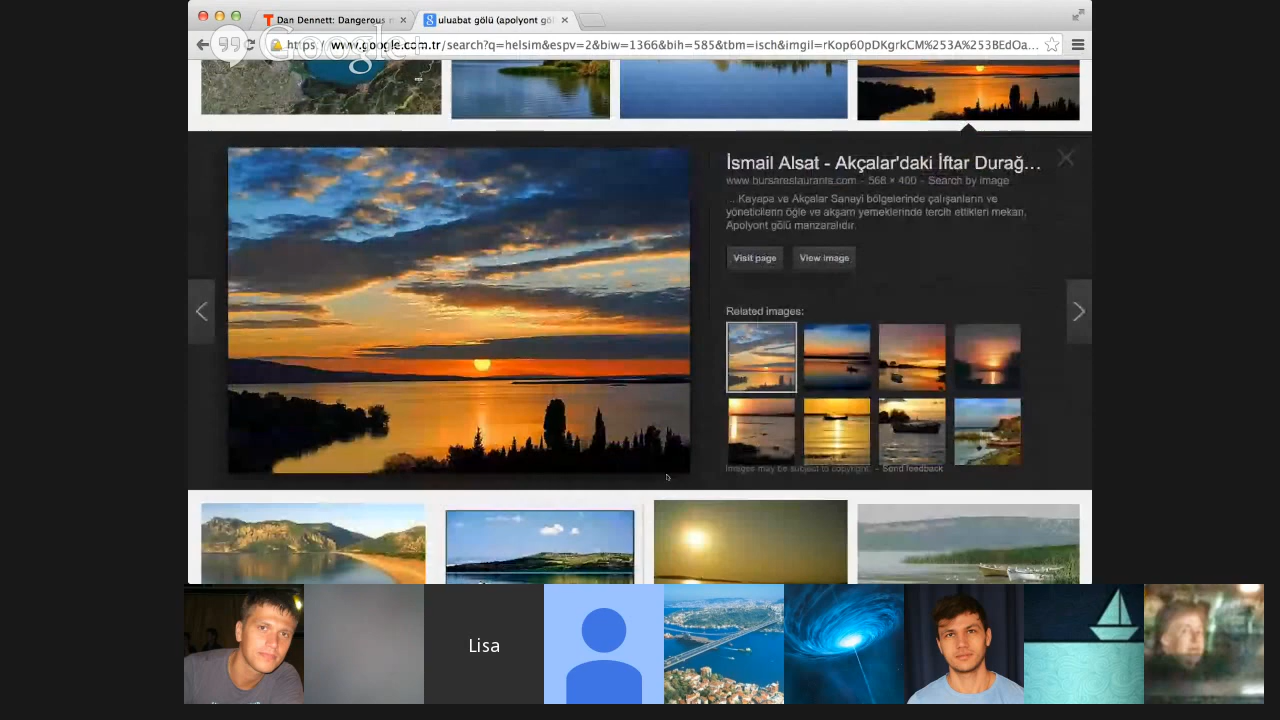 Dan Dennett: Dangerous
uluabat gölü (apolyont göl
Google+
https://www.google.com.tr/search?q=helsim&espv=2&biw=1366&bih=585&tbm=isch&imgil=rKop60pDKgrkCM%253A%253BEdOa...
İsmail Alsat - Akçalar'daki İftar Durağ...
www.bursarestaurants.com - 568 × 400 - Search by image
... Kayapa ve Akçalar Sanayi bölgelerinde çalışanların ve
yöneticilerin öğle ve akşam yemeklerinde tercih ettikleri mekan.
Apolyont gölü manzaralıdır.
Visit page View image
Related images:
Images may be subject to copyright. - Send feedback
Lisa